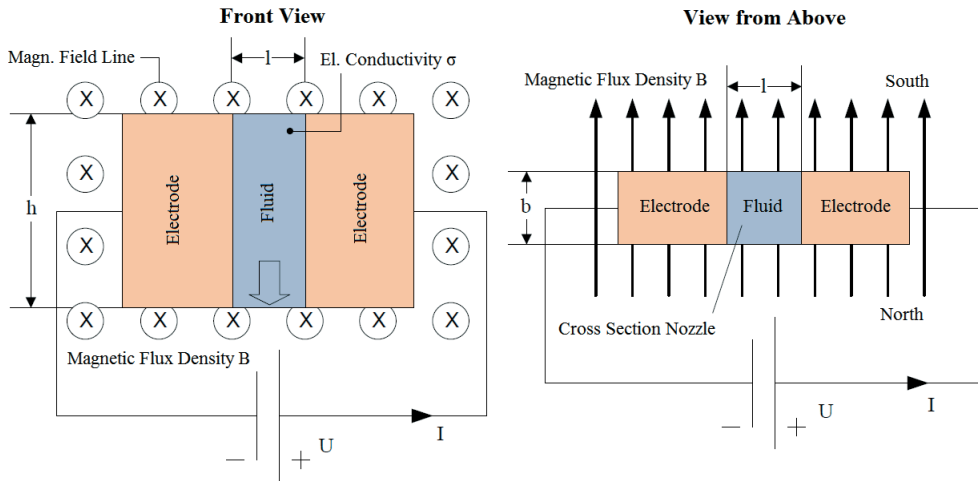 Front View
Magn. Field Line
l
El. Conductivity σ
X X X X X X
X X
h
Electrode
Fluid
Electrode
X X
X X X X X X
Magnetic Flux Density B
U
I
− +
View from Above
Magnetic Flux Density B
l
South
b
Electrode
Fluid
Electrode
North
Cross Section Nozzle
U
I
− +